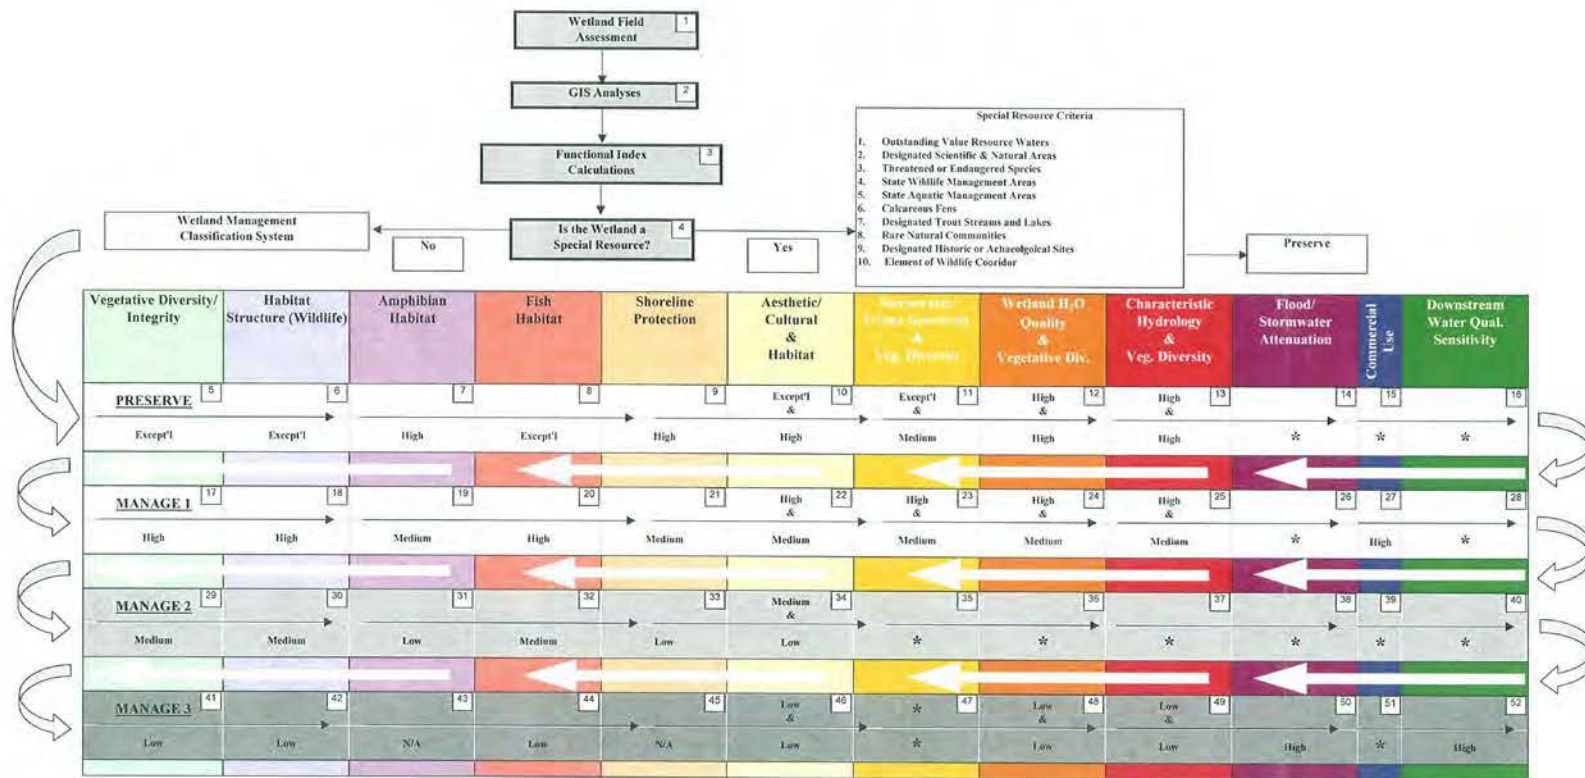 Wetland Field 1
Assessment
GIS Analyses 2
Functional Index 3
Calculations
Is the Wetland a 4
Special Resource?
No
Yes
Wetland Management
Classification System
Special Resource Criteria
1. Outstanding Value Resource Waters
2. Designated Scientific & Natural Areas
3. Threatened or Endangered Species
4. State Wildlife Management Areas
5. State Aquatic Management Areas
6. Calcareous Fens
7. Designated Trout Streams and Lakes
8. Rare Natural Communities
9. Designated Historic or Achaeolgoical Sites
10. Element of Wildlife Cooridor
Preserve
Vegetative Diversity/
Integrity
Habitat
Structure (Wildlife)
Amphibian
Habitat
Fish
Habitat
Shoreline
Protection
Aesthetic/
Cultural
&
Habitat
&
Veg. Diversity
Wetland H₂O
Quality
&
Vegetative Div.
Characteristic
Hydrology
&
Veg. Diversity
Flood/
Stormwater
Attenuation
Commercial
Use
Downstream
Water Qual.
Sensitivity
PRESERVE 5 6 7 8 9 Except'l 10 Except'l 11 High 12 High 13 14 15 16
& & & &
Except'l Except'l High Except'l High High Medium High High * * *
MANAGE 1 17 18 19 20 21 High 22 High 23 High 24 High 25 26 27 28
& & & &
High High Medium High Medium Medium Medium Medium Medium * High *
MANAGE 2 29 30 31 32 33 Medium 34 35 36 37 38 39 40
&
Medium Medium Low Medium Low Low * * * * * *
MANAGE 3 41 42 43 44 45 Low 46 * 47 Low 48 Low 49 50 51 52
& & &
Low Low N/A Low N/A Low * Low Low High * High